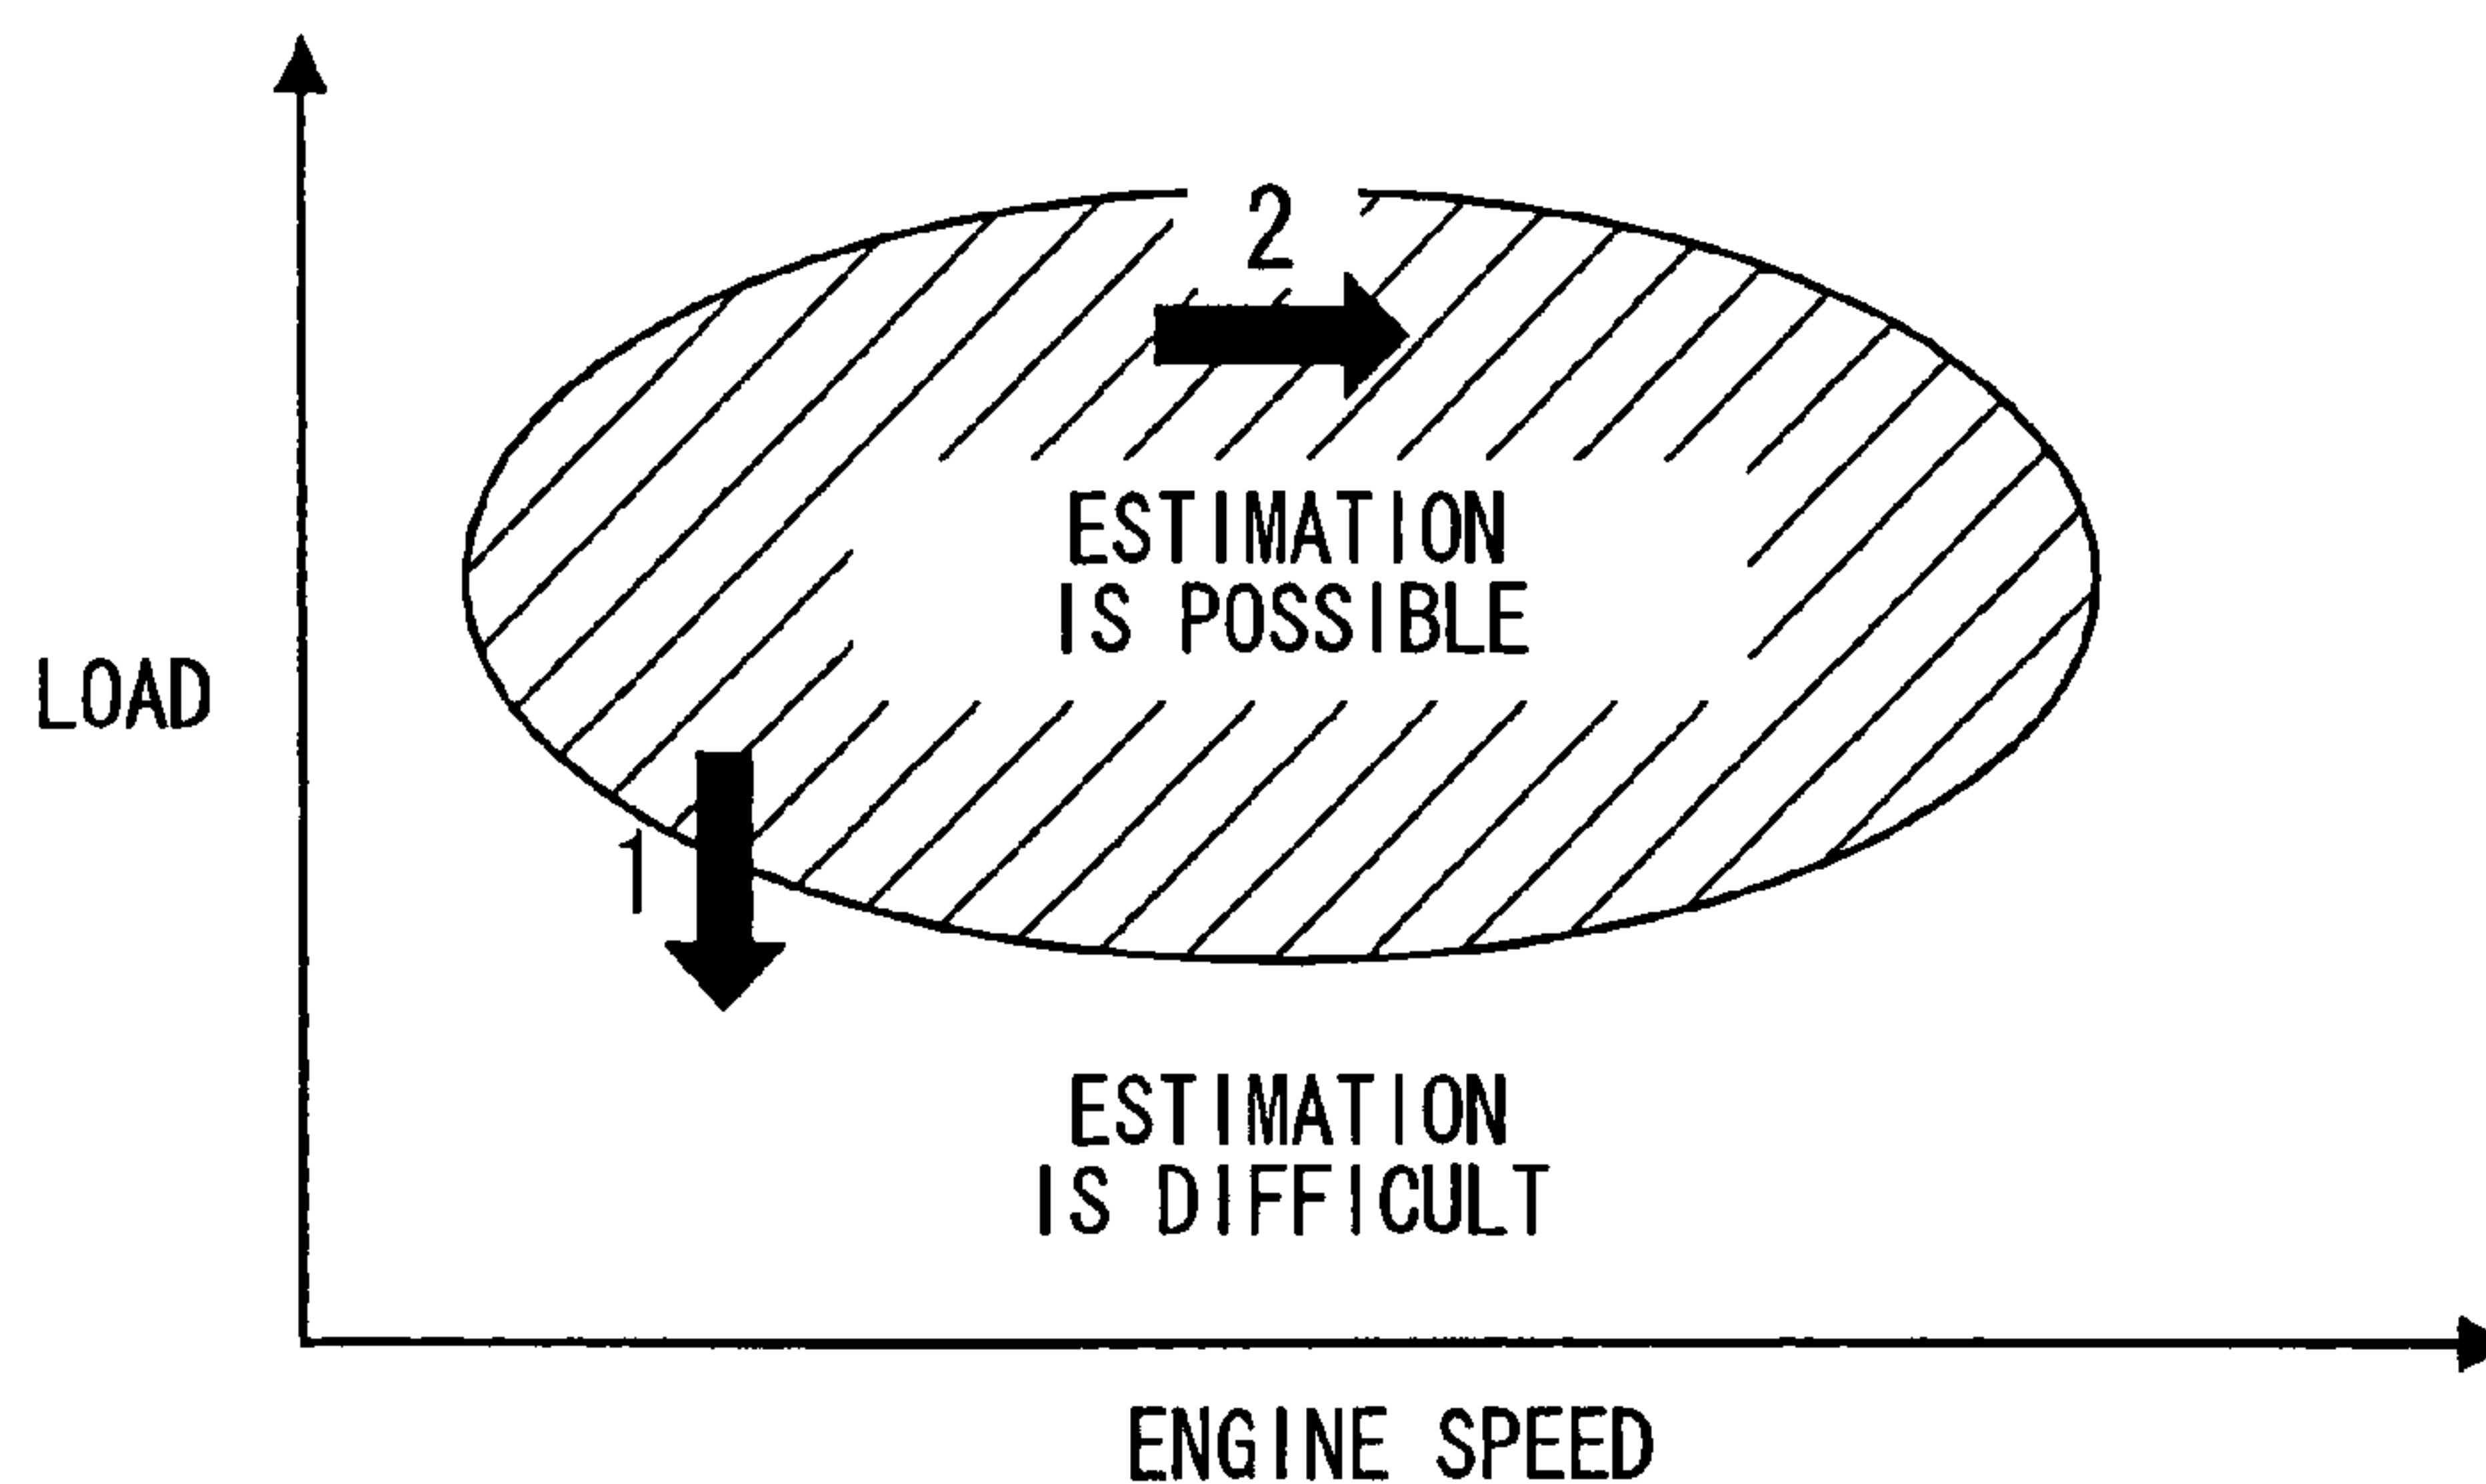 2
ESTIMATION
IS POSSIBLE
LOAD
1
ESTIMATION
IS DIFFICULT
ENGINE SPEED